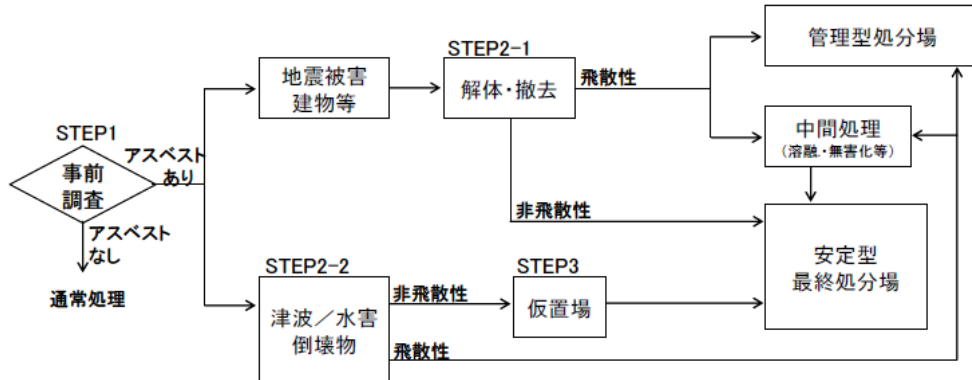 STEP1
事前
調査
アスベスト
あり
アスベスト
なし
通常処理
地震被害
建物等
STEP2-1
解体・撤去
飛散性
管理型処分場
中間処理
(溶融・無害化等)
非飛散性
安定型
最終処分場
STEP2-2
津波／水害
倒壊物
非飛散性
STEP3
仮置場
飛散性